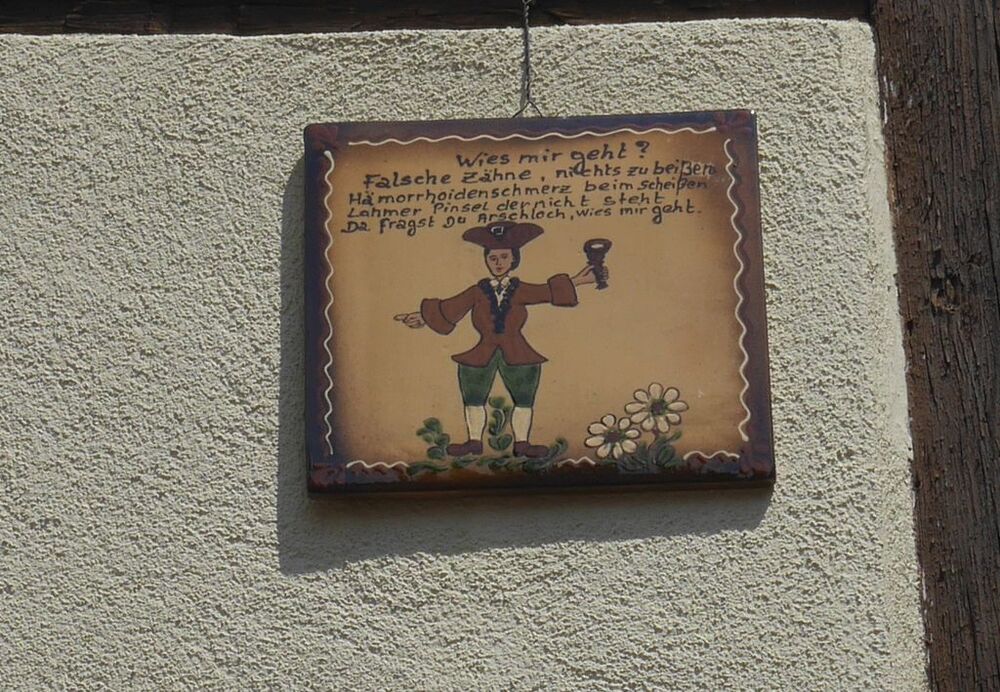 Wies mir geht?
Falsche Zähne, nichts zu beißen
Hämorrhoidenschmerz beim Scheißen
Lahmer Pinsel der nicht steht
Da fragst Du Arschloch, wies mir geht.